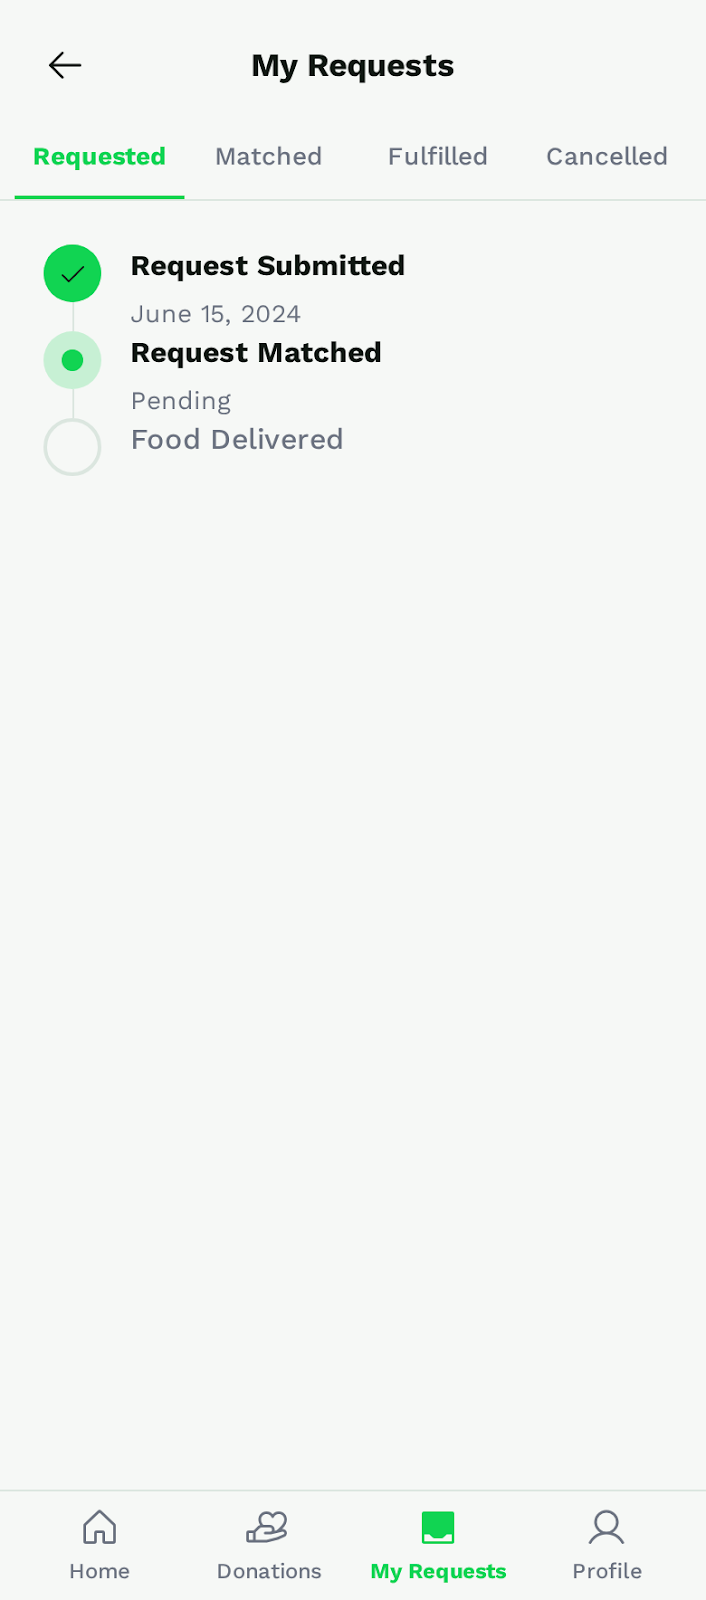 My Requests
Requested Matched Fulfilled Cancelled
Request Submitted
June 15, 2024
Request Matched
Pending
Food Delivered
Home Donations My Requests Profile